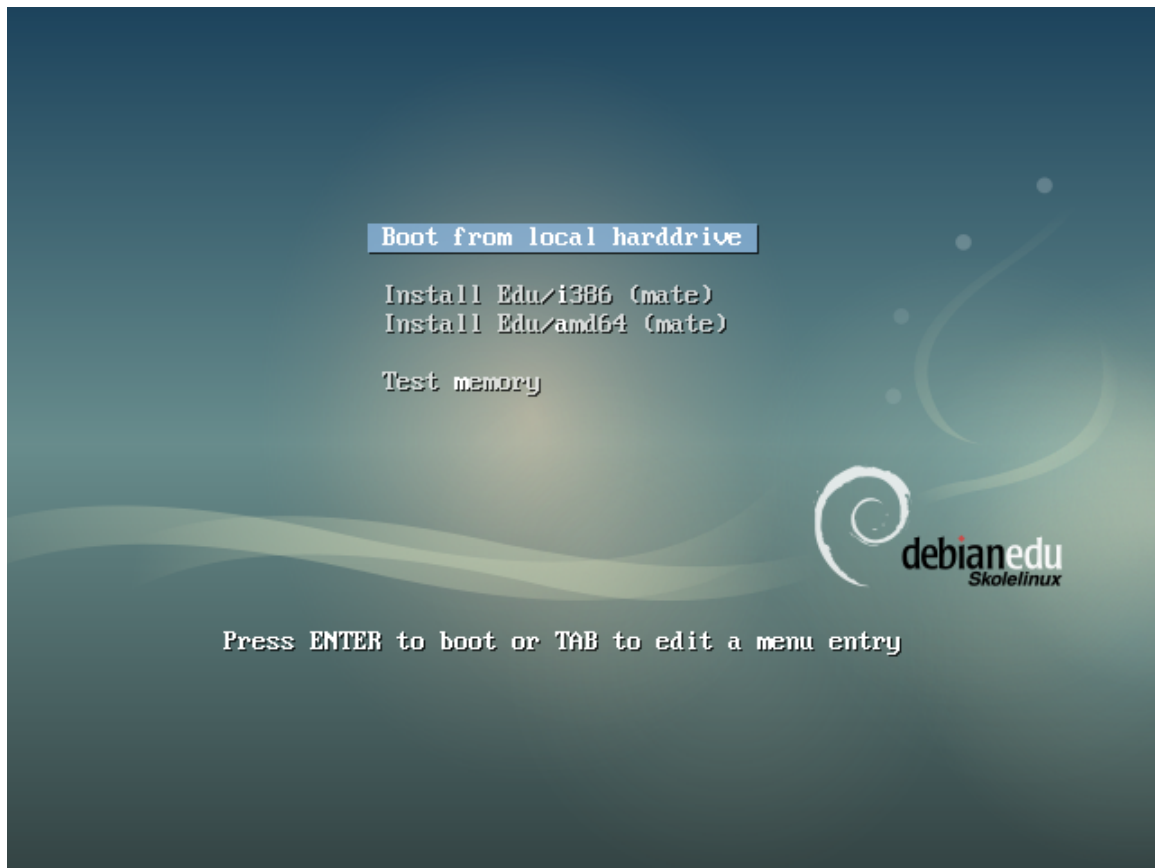 Boot from local harddrive
Install Edu/i386 (mate)
Install Edu/amd64 (mate)
Test memory
debianedu
Skolelinux
Press ENTER to boot or TAB to edit a menu entry